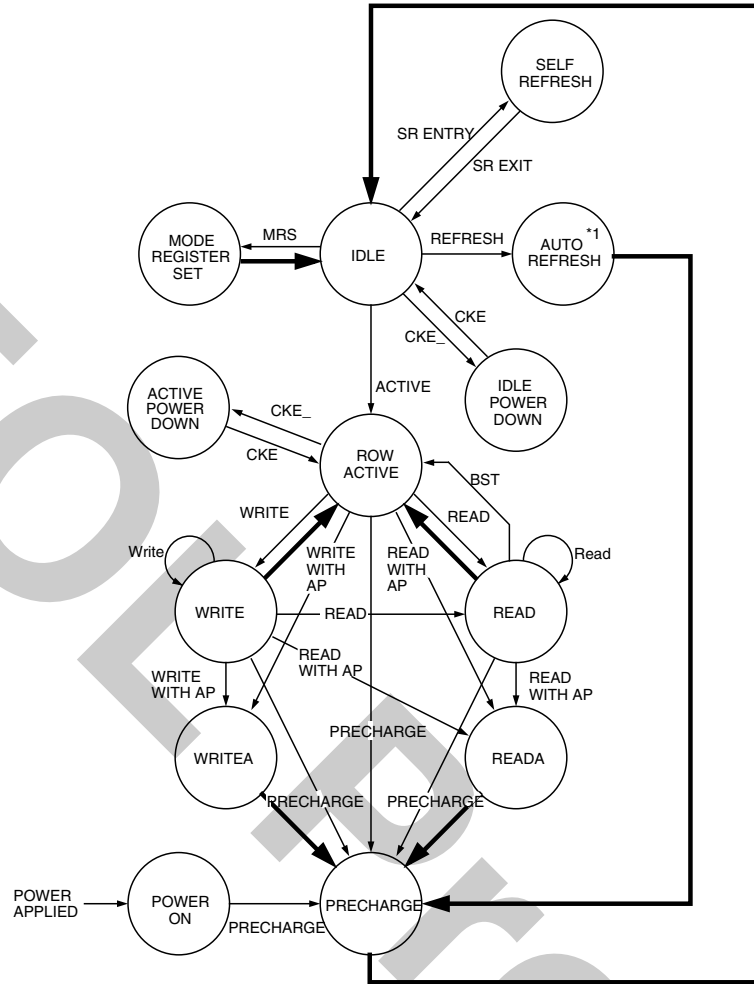 SELF
REFRESH
SR ENTRY
SR EXIT
MODE
REGISTER
SET
MRS
IDLE
REFRESH
AUTO *1
REFRESH
CKE
CKE_
ACTIVE
IDLE
POWER
DOWN
ACTIVE
POWER
DOWN
CKE_
CKE
ROW
ACTIVE
BST
WRITE
READ
Write
WRITE
WITH
AP
READ
WITH
AP
Read
WRITE
READ
READ
READ
WITH AP
WRITE
WITH AP
READ
WITH AP
PRECHARGE
WRITEA
READA
PRECHARGE
PRECHARGE
POWER
APPLIED
POWER
ON
PRECHARGE
PRECHARGE